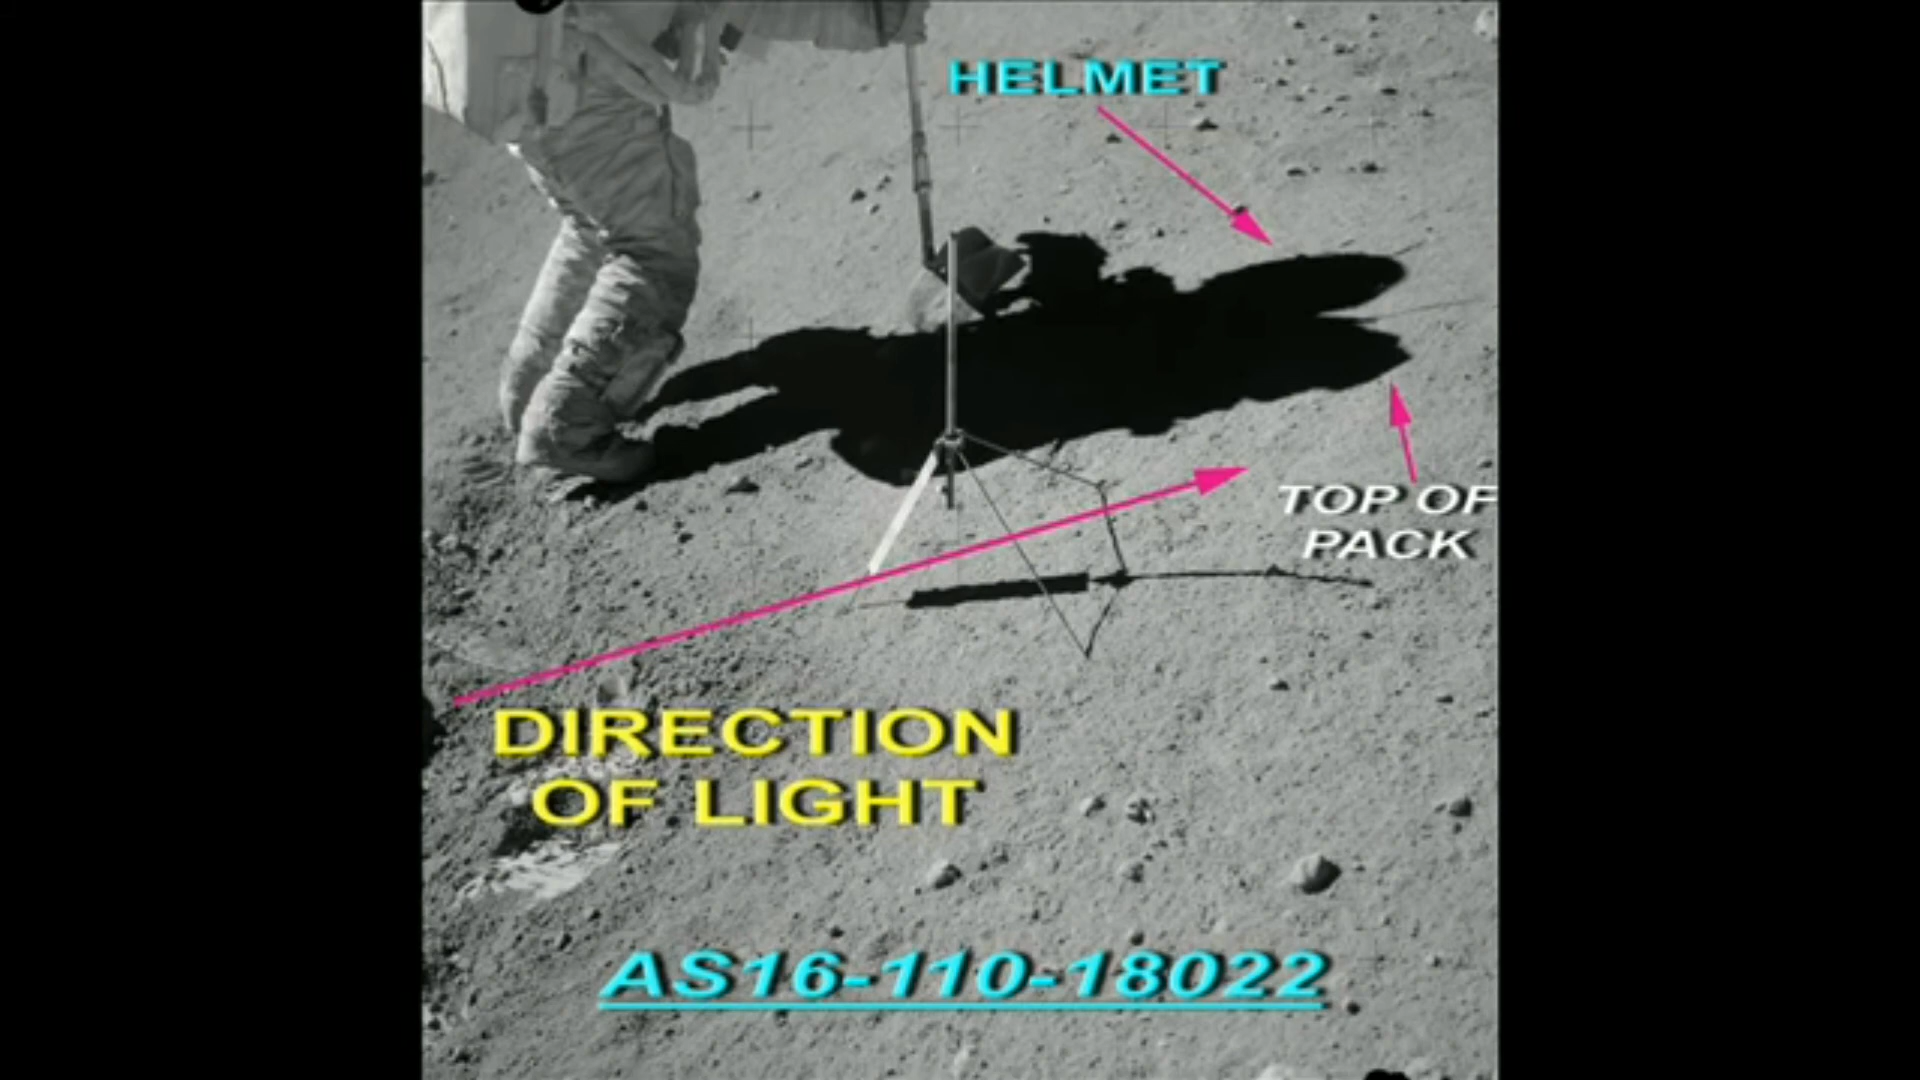 HELMET
TOP OF
PACK
DIRECTION
OF LIGHT
AS16-110-18022